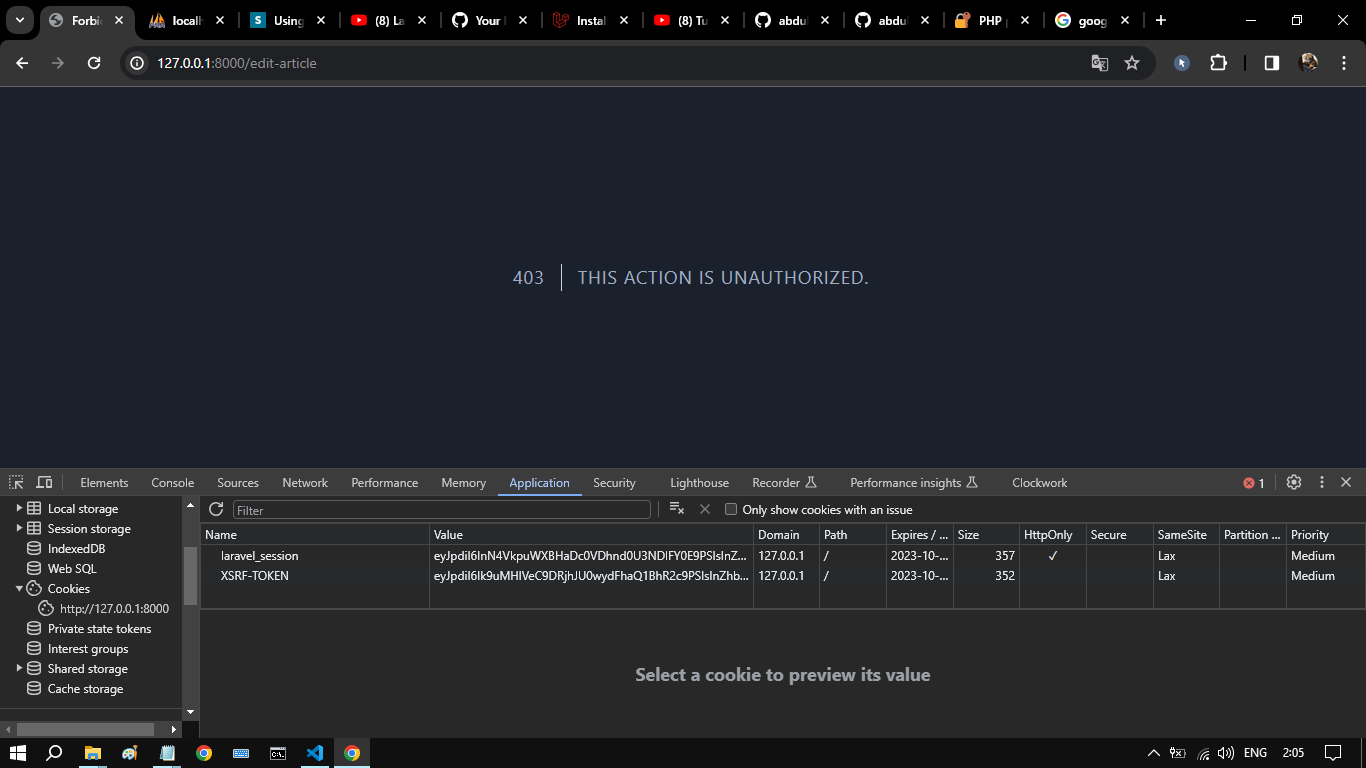 Forbi
localh
Using
(8) La
Your
Instal
(8) Tu
abdul
abdul
PHP
goog
127.0.0.1:8000/edit-article
403 THIS ACTION IS UNAUTHORIZED.
Elements Console Sources Network Performance Memory Application Security Lighthouse Recorder Performance insights Clockwork 1
Local storage
Session storage
IndexedDB
Web SQL
Cookies
http://127.0.0.1:8000
Private state tokens
Interest groups
Shared storage
Cache storage
Filter Only show cookies with an issue
Name Value Domain Path Expires / ... Size HttpOnly Secure SameSite Partition ... Priority
laravel_session 127.0.0.1 / 2023-10-... 357 ✓ Lax Medium
XSRF-TOKEN 127.0.0.1 / 2023-10-... 352 Lax Medium
Select a cookie to preview its value
ENG 2:05